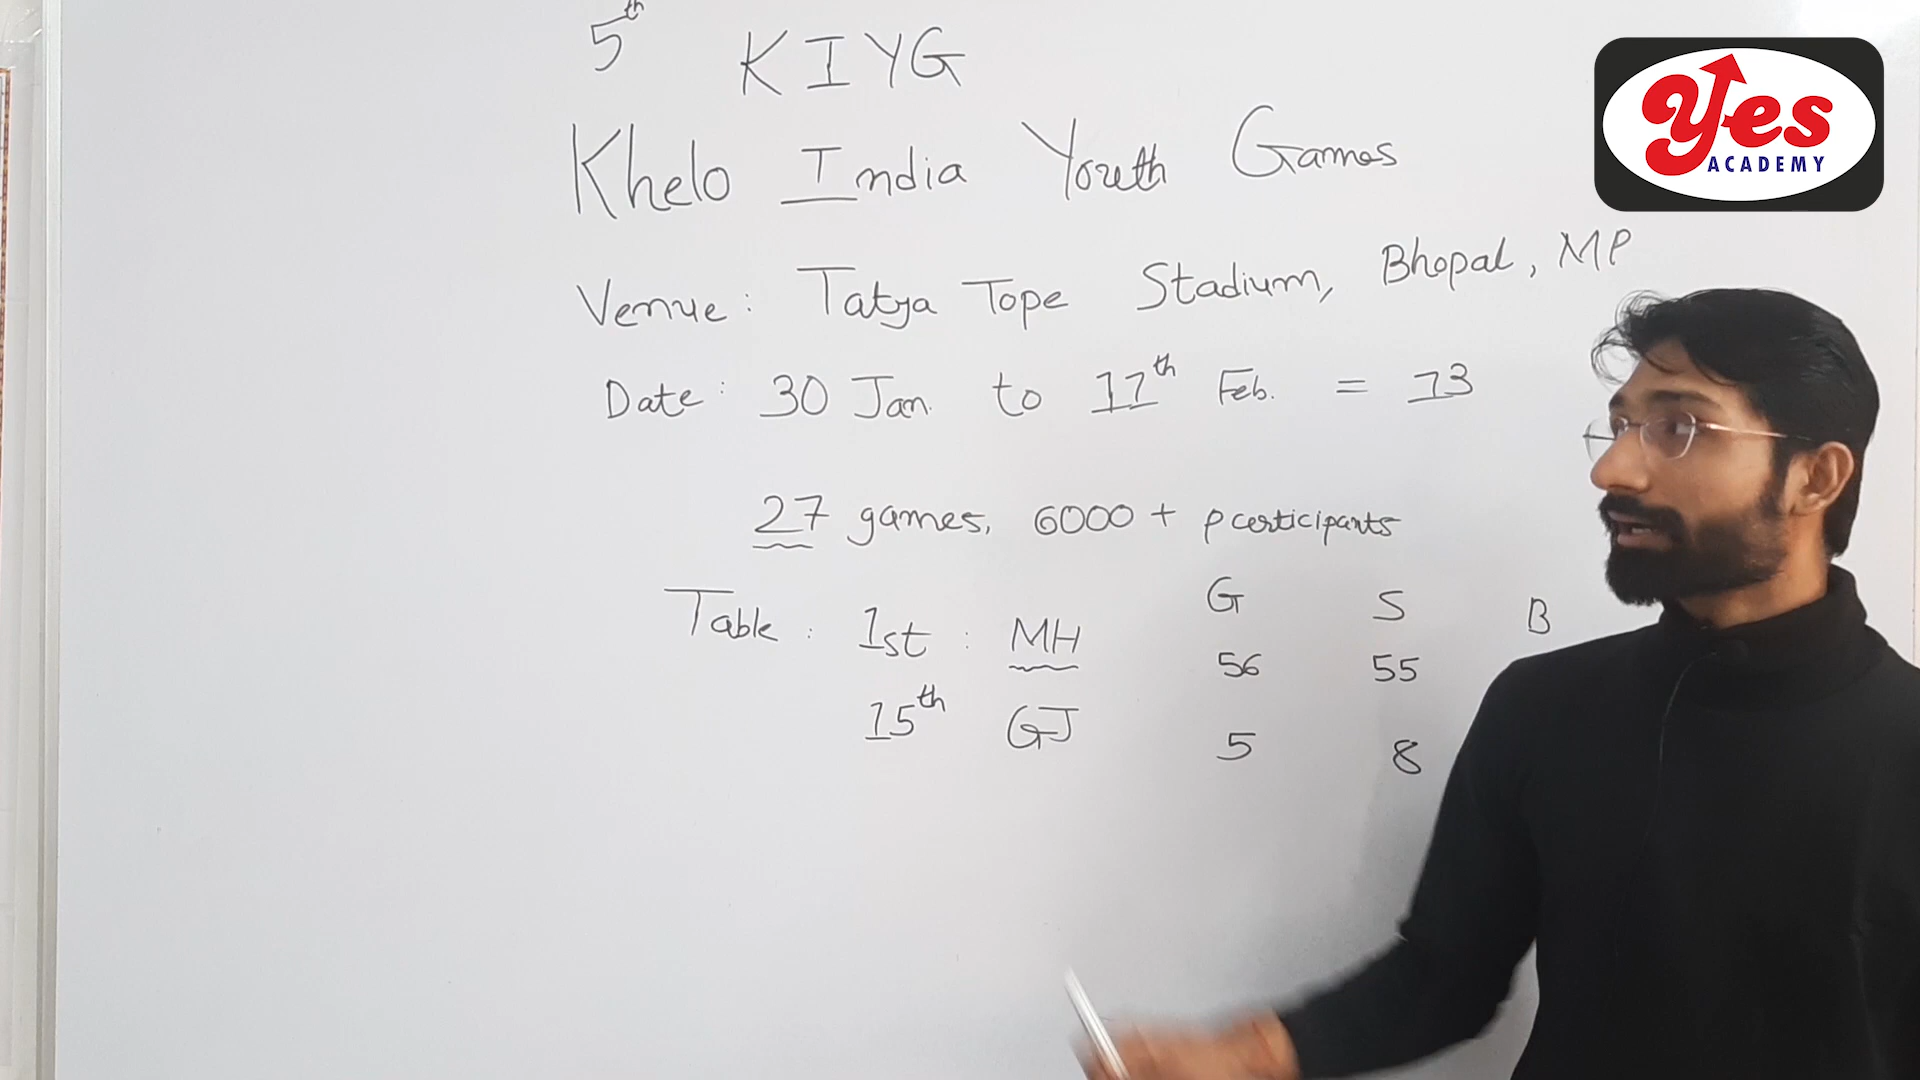 5th KIYG
Khelo India Youth Games
Venue: Tatya Tope Stadium, Bhopal, MP
Date: 30 Jan. to 11th Feb. = 13
27 games, 6000+ participants
G S B
Table: 1st: MH 56 55
15th GJ 5 8
Yes
ACADEMY